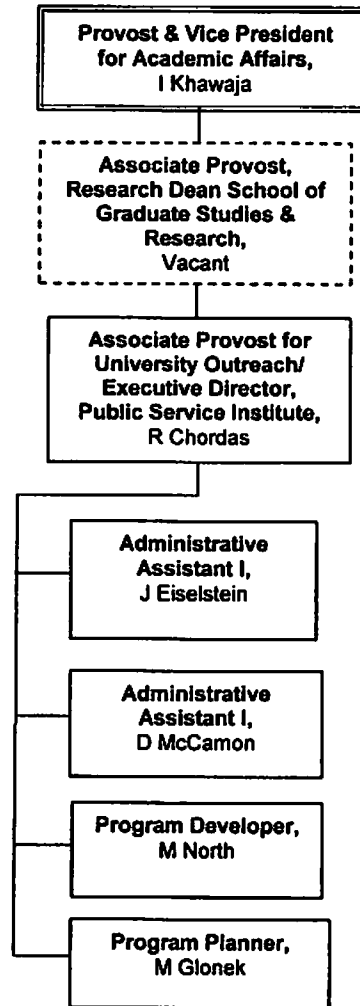 Provost & Vice President
for Academic Affairs,
I Khawaja
Associate Provost,
Research Dean School of
Graduate Studies &
Research,
Vacant
Associate Provost for
University Outreach/
Executive Director,
Public Service Institute,
R Chordas
Administrative
Assistant I,
J Eiselstein
Administrative
Assistant I,
D McCamon
Program Developer,
M North
Program Planner,
M Glonek